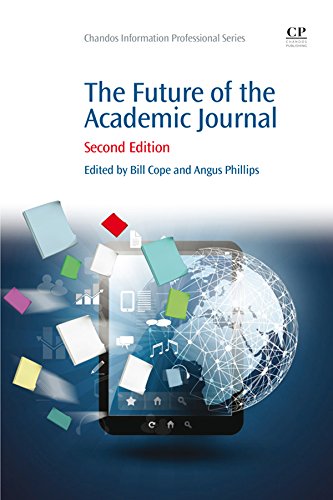 Chandos Information Professional Series
CP
CHANDOS
PUBLISHING
The Future of the
Academic Journal
Second Edition
Edited by Bill Cope and Angus Phillips